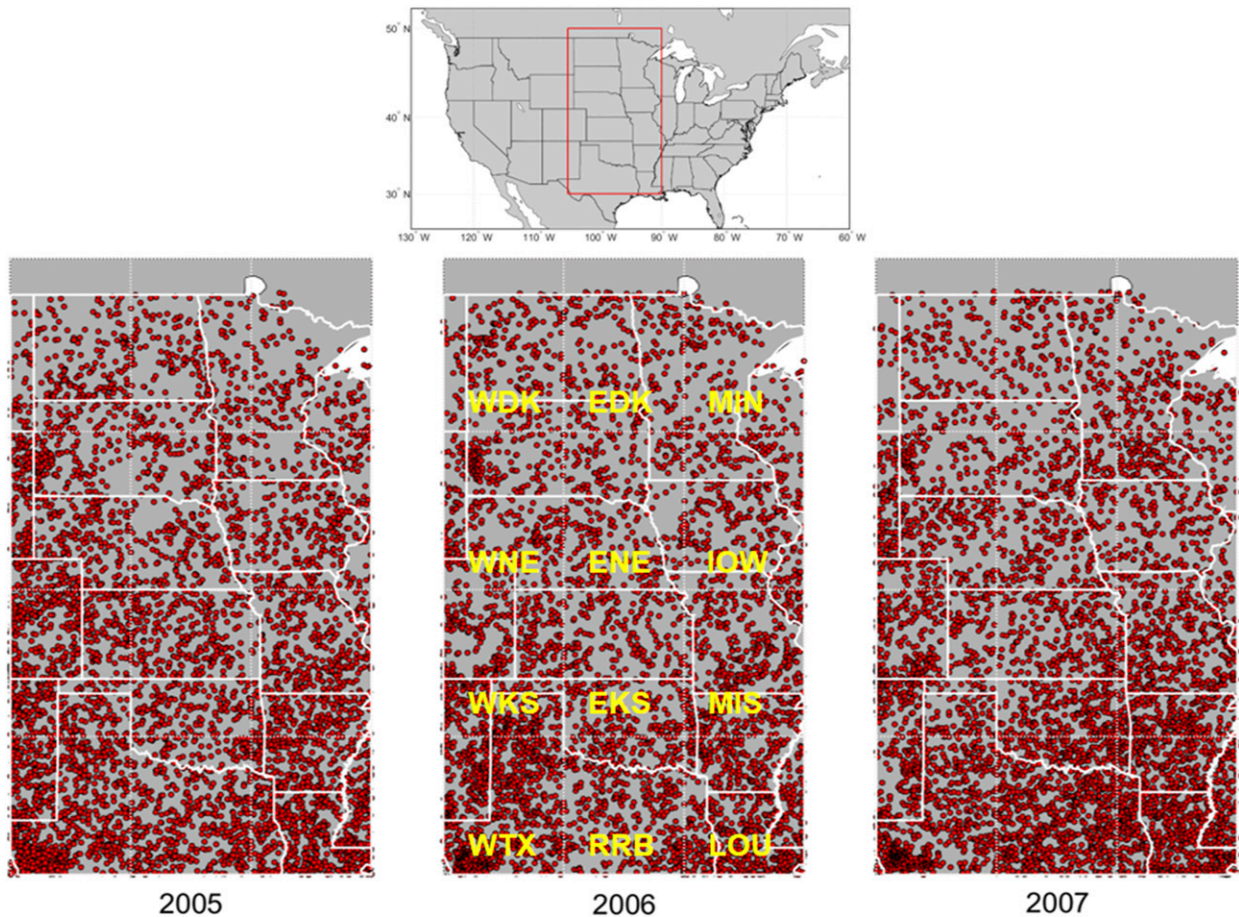 50° N
40° N
30° N
130° W 120° W 110° W 100° W 90° W 80° W 70° W 60° W
WDK EDK MIN
WNE ENE IOW
WKS EKS MIS
WTX RRB LOU
2005 2006 2007